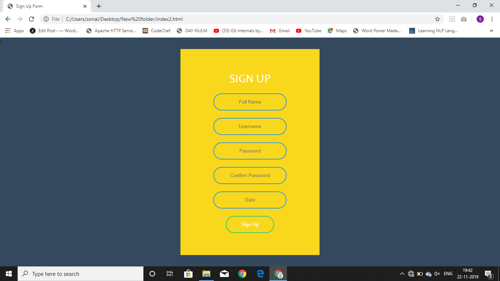 Sign Up Form
File
C:/Users/sonal/Desktop/New%20folder/index2.html
Apps
Edit Post ‹ — Word...
Apache HTTP Serve...
CodeChef
DAY-NULM
(35) Git Internals by...
Gmail
YouTube
Maps
Word Power Made...
Learning NLP Lang...
SIGN UP
Full Name
Username
Password
Confirm Password
Date
Sign Up
Type here to search
ENG
19:42
22-11-2019